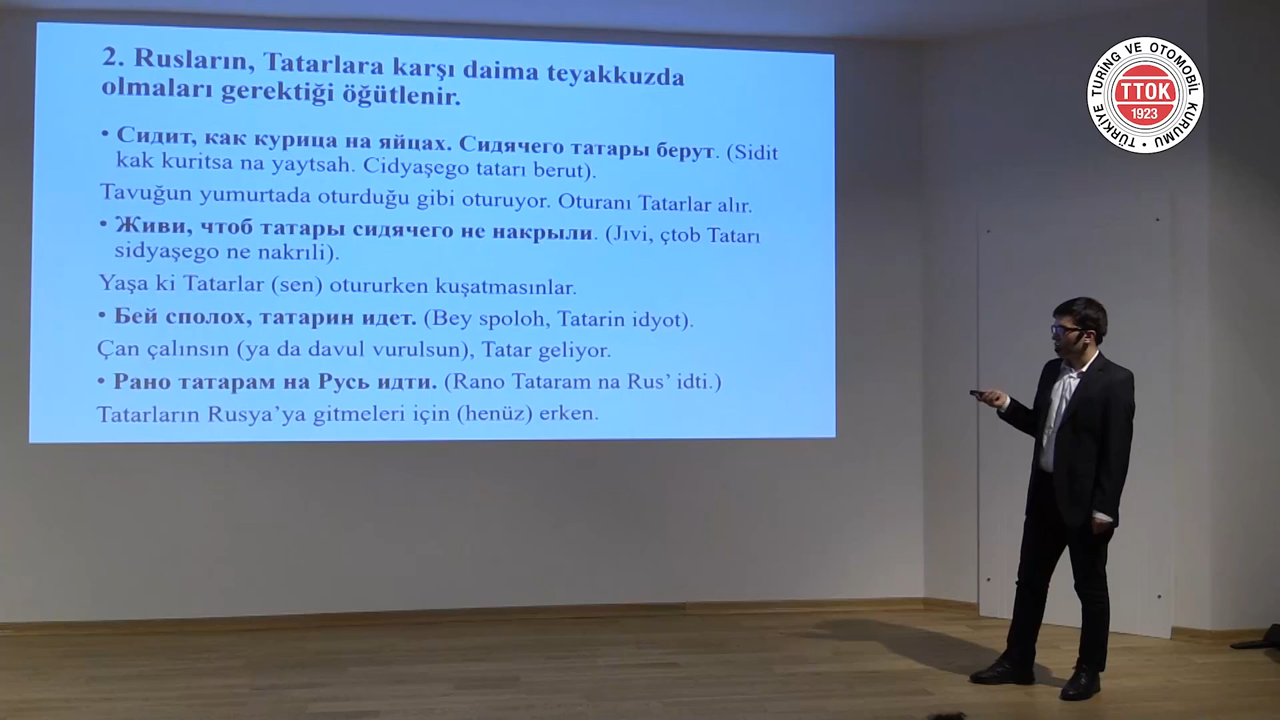 2. Rusların, Tatarlara karşı daima teyakkuzda
olmaları gerektiği öğütlenir.
• Сидит, как курица на яйцах. Сидячего татары берут. (Sidit
kak kuritsa na yaytsah. Cidyaşego tatarı berut).
Tavuğun yumurtada oturduğu gibi oturuyor. Oturanı Tatarlar alır.
• Живи, чтоб татары сидячего не накрыли. (Jıvi, çtob Tatarı
sidyaşego ne nakrıli).
Yaşa ki Tatarlar (sen) otururken kuşatmasınlar.
• Бей сполох, татарин идет. (Bey spoloh, Tatarin idyot).
Çan çalınsın (ya da davul vurulsun), Tatar geliyor.
• Рано татарам на Русь идти. (Rano Tataram na Rus’ idti.)
Tatarların Rusya’ya gitmeleri için (henüz) erken.
TÜRKİYE TURING VE OTOMOBİL KURUMU •
TTOK
1923